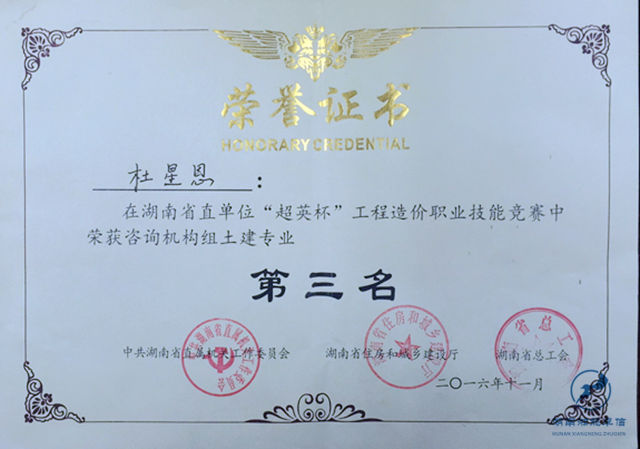 荣誉证书
HONORARY CREDENTIAL
杜星恩：
在湖南省直单位“超英杯”工程造价职业技能竞赛中
荣获咨询机构组土建专业
第三名
中共湖南省直属机关工作委员会 湖南省住房和城乡建设厅 湖南省总工会
二〇一六年十一月